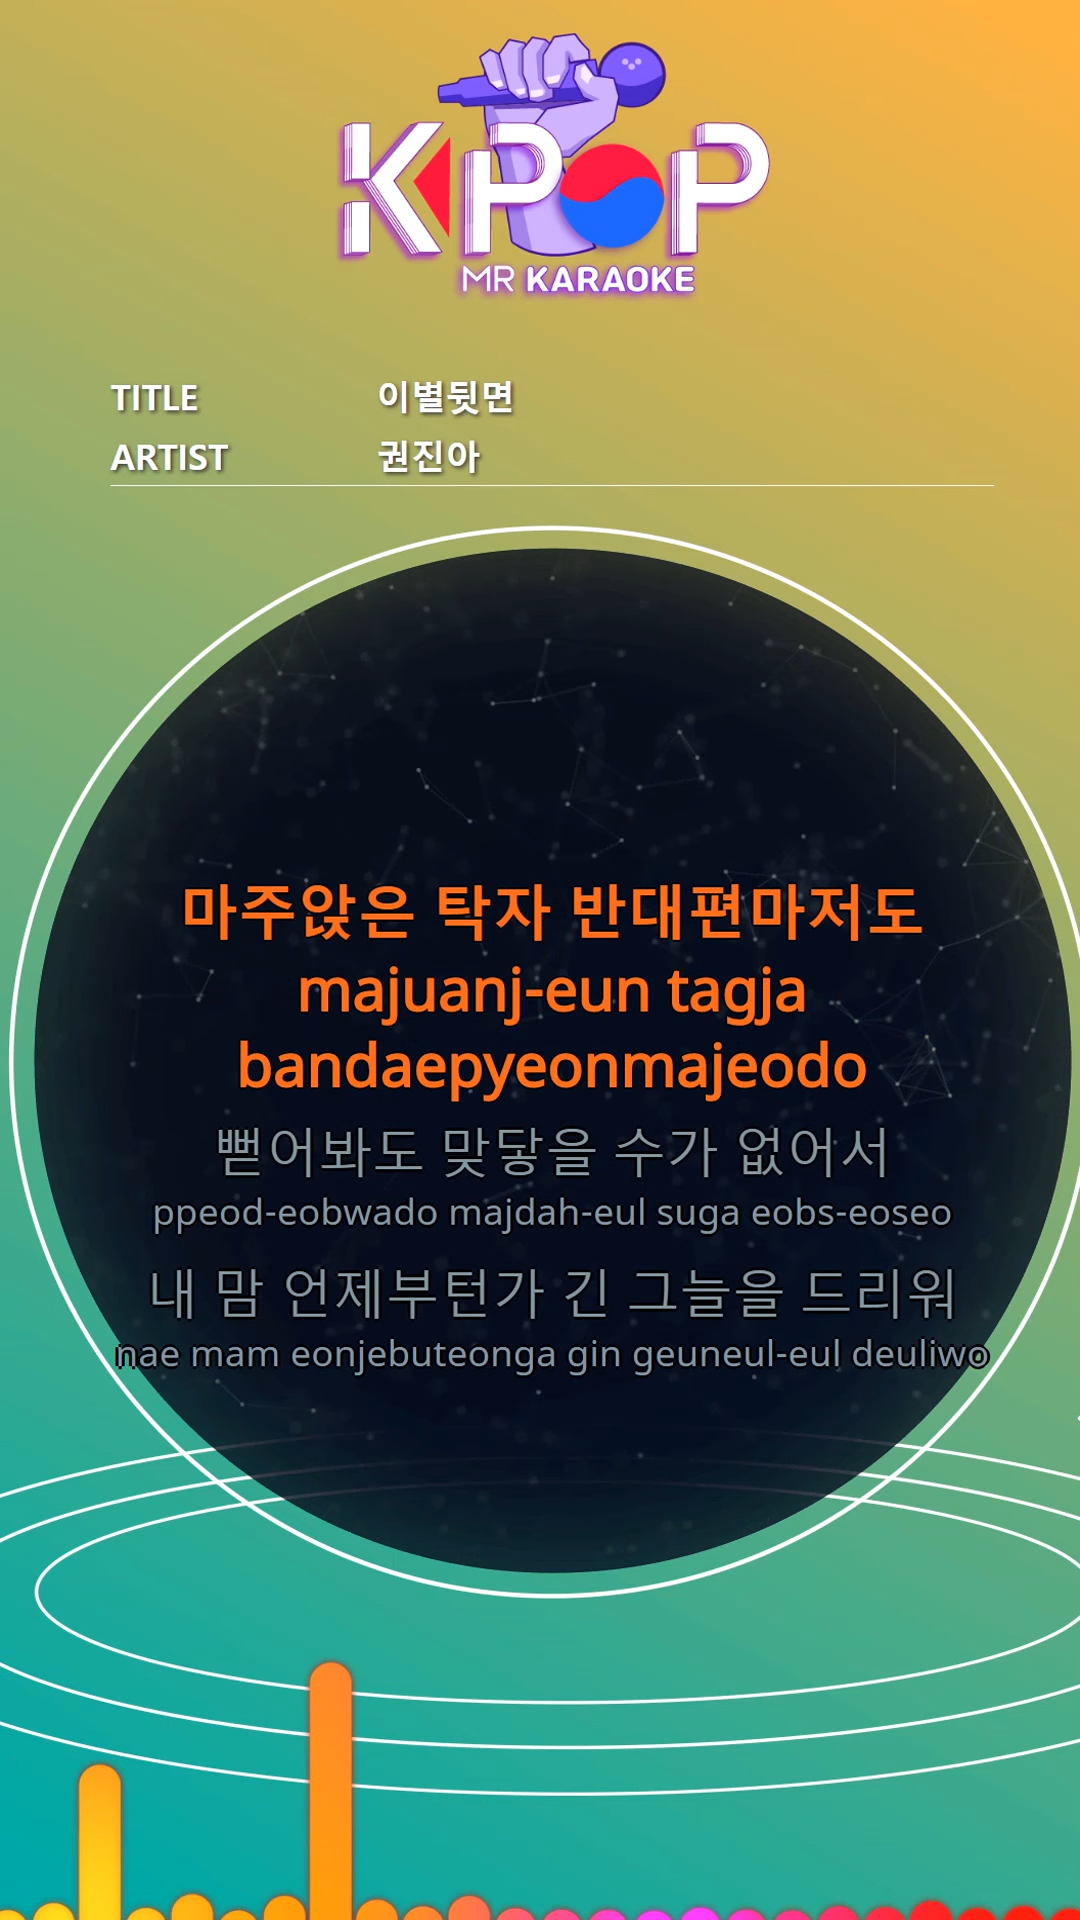 KPOP
MR KARAOKE
TITLE 이별뒷면
ARTIST 권진아
마주앉은 탁자 반대편마저도
majuanj-eun tagja
bandaepyeonmajeodo
뻗어봐도 맞닿을 수가 없어서
ppeod-eobwado majdah-eul suga eobs-eoseo
내 맘 언제부턴가 긴 그늘을 드리워
nae mam eonjebuteonga gin geuneul-eul deuliwo